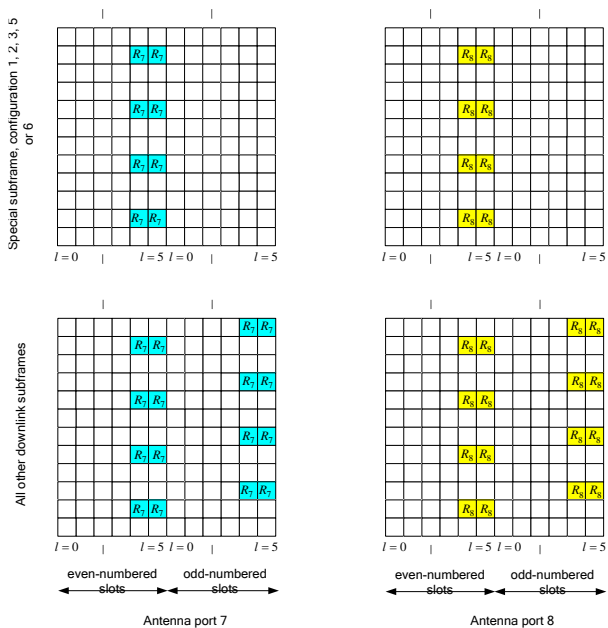 Special subframe, configuration 1, 2, 3, 5
or 6
R7 R7 R8 R8
R7 R7 R8 R8
R7 R7 R8 R8
R7 R7 R8 R8
l = 0 l = 5 l = 0 l = 5 l = 0 l = 5 l = 0 l = 5
All other downlink subframes
R7 R7 R8 R8
R7 R7 R8 R8
R7 R7 R8 R8
R7 R7 R8 R8
R7 R7 R8 R8
R7 R7 R8 R8
R7 R7 R8 R8
R7 R7 R8 R8
l = 0 l = 5 l = 0 l = 5 l = 0 l = 5 l = 0 l = 5
even-numbered odd-numbered even-numbered odd-numbered
slots slots slots slots
Antenna port 7 Antenna port 8